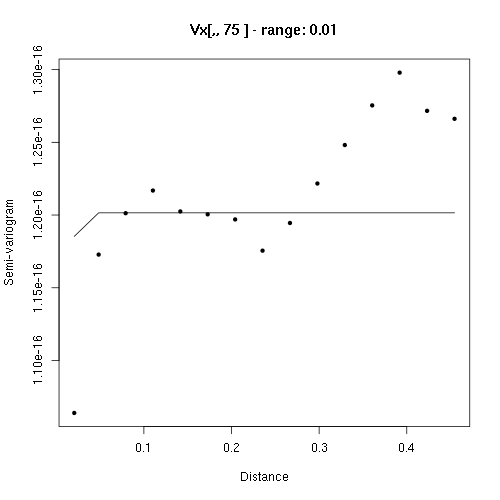 Vx[,, 75 ] - range: 0.01
1.30e-16
1.25e-16
1.20e-16
1.15e-16
1.10e-16
Semi-variogram
0.1 0.2 0.3 0.4
Distance